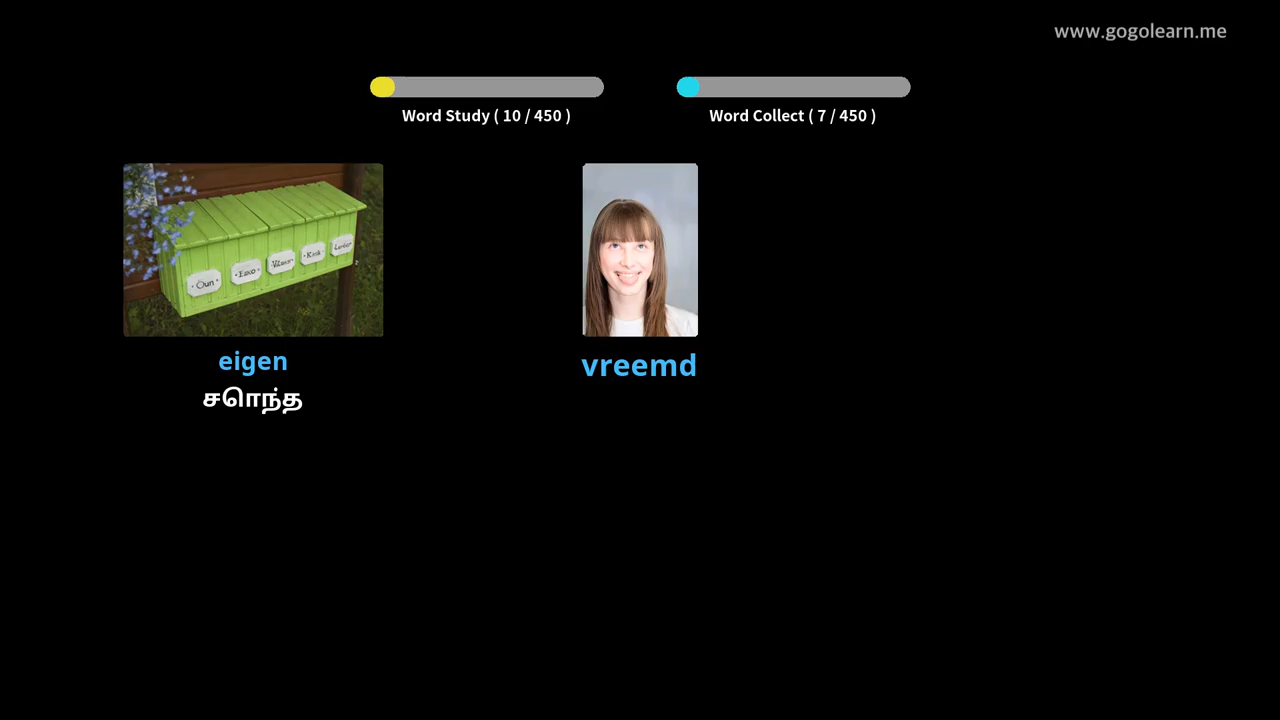 www.gogolearn.me
Word Study ( 10 / 450 )
Word Collect ( 7 / 450 )
eigen
சொந்த
vreemd